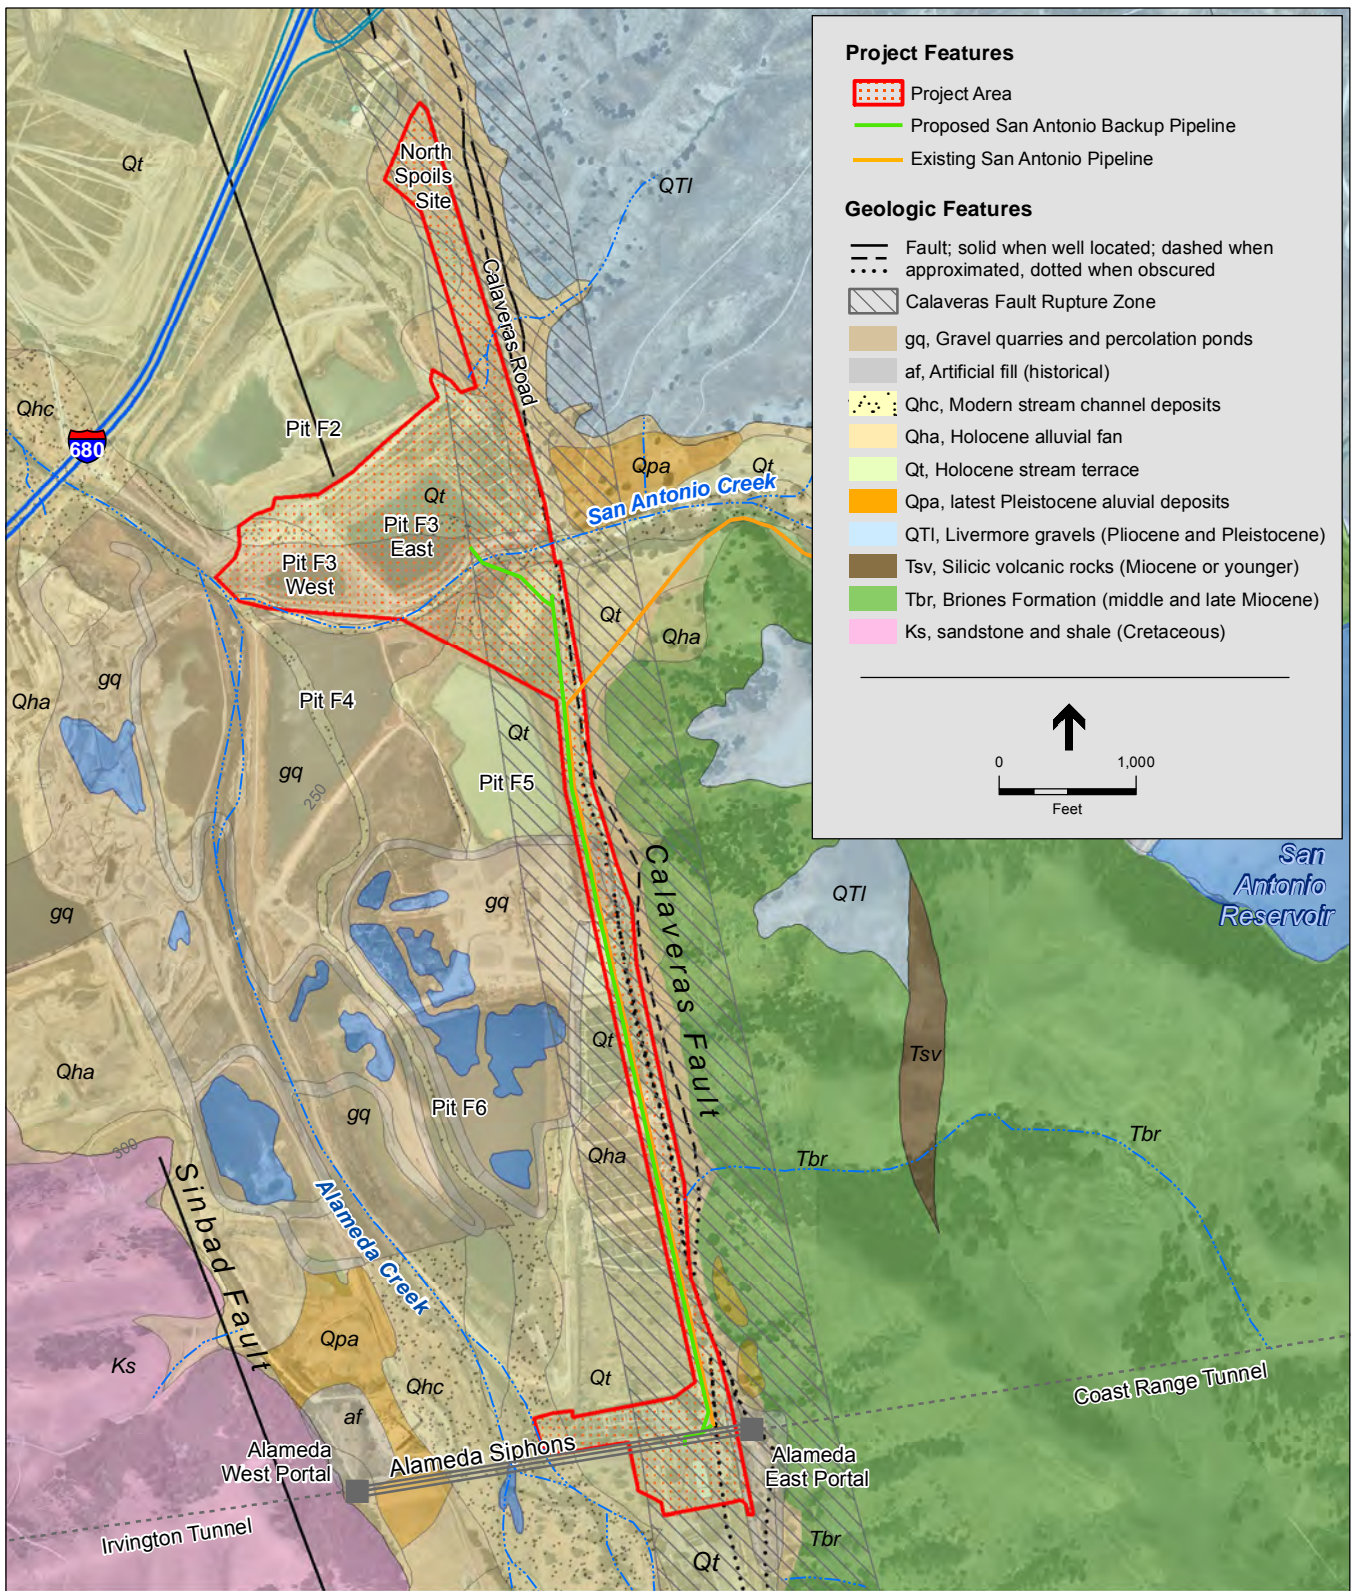 Project Features
Project Area
Proposed San Antonio Backup Pipeline
Existing San Antonio Pipeline
Geologic Features
Fault; solid when well located; dashed when
approximated, dotted when obscured
Calaveras Fault Rupture Zone
gq, Gravel quarries and percolation ponds
af, Artificial fill (historical)
Qhc, Modern stream channel deposits
Qha, Holocene alluvial fan
Qt, Holocene stream terrace
Qpa, latest Pleistocene aluvial deposits
QTl, Livermore gravels (Pliocene and Pleistocene)
Tsv, Silicic volcanic rocks (Miocene or younger)
Tbr, Briones Formation (middle and late Miocene)
Ks, sandstone and shale (Cretaceous)
0 1,000
Feet
Qt
North
Spoils
Site
QTl
Calaveras Road
Qhc
680
Pit F2
Qpa
Qt
San Antonio Creek
Qt
Pit F3
East
Pit F3
West
Qt
Qha
gq
Qha
Pit F4
Qt
gq
250
Pit F5
San
Antonio
Reservoir
Calaveras Fault
QTl
gq
gq
Qt
Tsv
Qha
gq
Pit F6
Qha
Tbr
Tbr
300
Sinbad Fault
Alameda Creek
Qpa
Ks
Qhc
Qt
af
Coast Range Tunnel
Alameda
West Portal
Alameda Siphons
Alameda
East Portal
Irvington Tunnel
Tbr
Qt